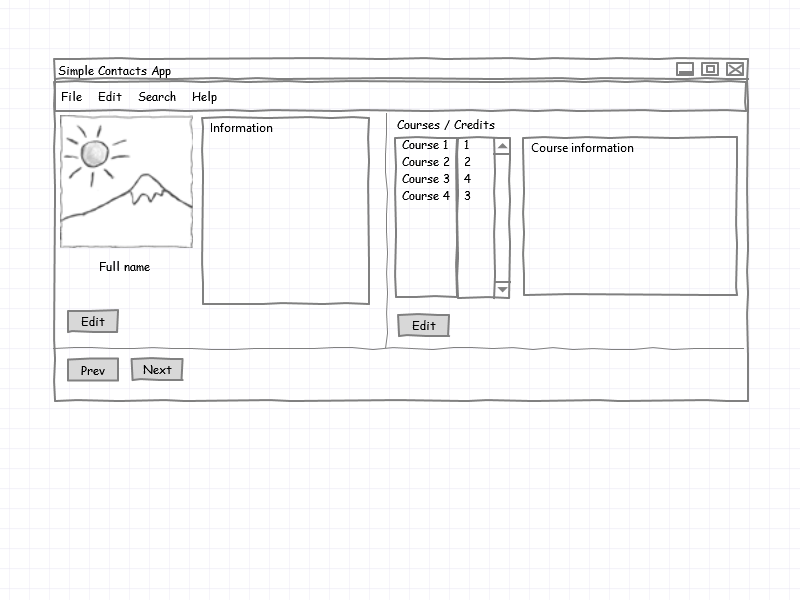 Simple Contacts App
File Edit Search Help
Information
Full name
Edit
Courses / Credits
Course 1 1
Course 2 2
Course 3 4
Course 4 3
Course information
Edit
Prev Next